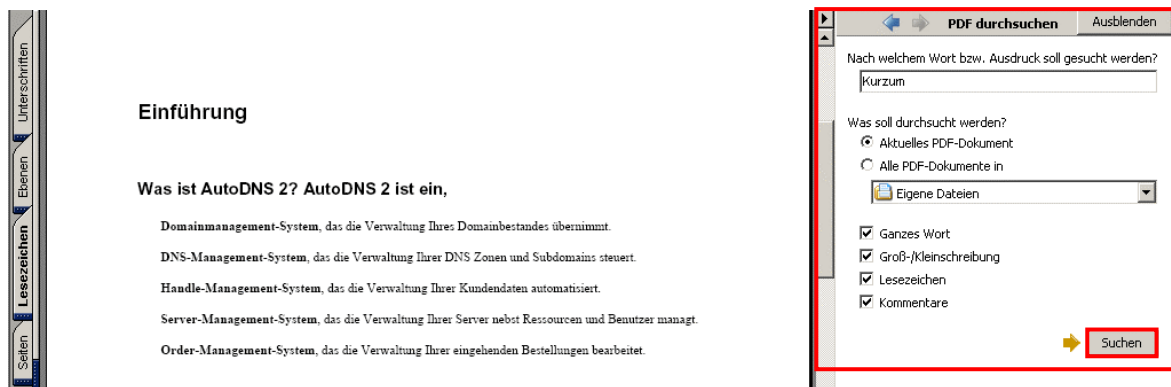 Unterschriften
Ebenen
Lesezeichen
Seiten
Einführung
Was ist AutoDNS 2? AutoDNS 2 ist ein,
Domainmanagement-System, das die Verwaltung Ihres Domainbestandes übernimmt.
DNS-Management-System, das die Verwaltung Ihrer DNS Zonen und Subdomains steuert.
Handle-Management-System, das die Verwaltung Ihrer Kundendaten automatisiert.
Server-Management-System, das die Verwaltung Ihrer Server nebst Ressourcen und Benutzer managt.
Order-Management-System, das die Verwaltung Ihrer eingehenden Bestellungen bearbeitet.
PDF durchsuchen
Ausblenden
Nach welchem Wort bzw. Ausdruck soll gesucht werden?
Kurzum
Was soll durchsucht werden?
Aktuelles PDF-Dokument
Alle PDF-Dokumente in
Eigene Dateien
Ganzes Wort
Groß-/Kleinschreibung
Lesezeichen
Kommentare
Suchen